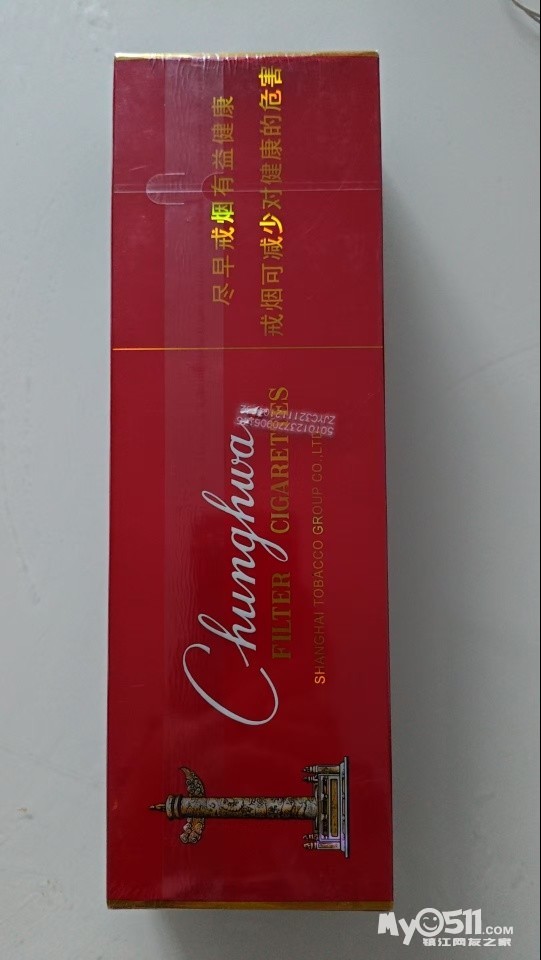 尽早戒烟有益健康
戒烟可减少对健康的危害
Chunghwa
FILTER CIGARETTES
SHANGHAI TOBACCO GROUP CO.,LTD
My0511.COM
镇江网友之家